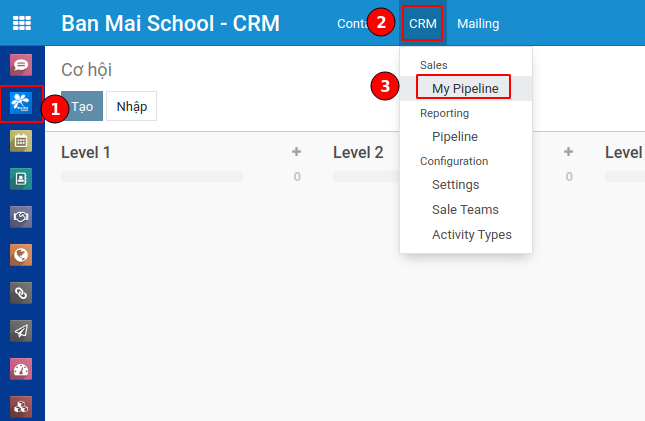 Ban Mai School - CRM
Conta
2
CRM
Mailing
Cơ hội
Sales
3
My Pipeline
1
Tạo
Nhập
Reporting
Pipeline
Level 1
0
Level 2
0
Level
Configuration
Settings
Sale Teams
Activity Types